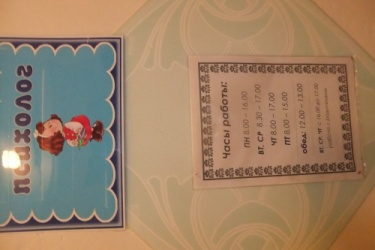 ПСИХОЛОГ
Часы работы:
ПН 8.00 – 16.00
ВТ, СР 8.30 – 17.00
ЧТ 8.00 – 17.00
ПТ 8.00 – 15.00
обед: 12.00 – 13.00